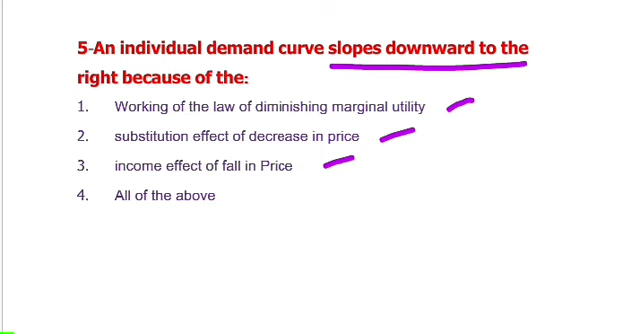 5-An individual demand curve slopes downward to the
right because of the:
1. Working of the law of diminishing marginal utility
2. substitution effect of decrease in price
3. income effect of fall in Price
4. All of the above